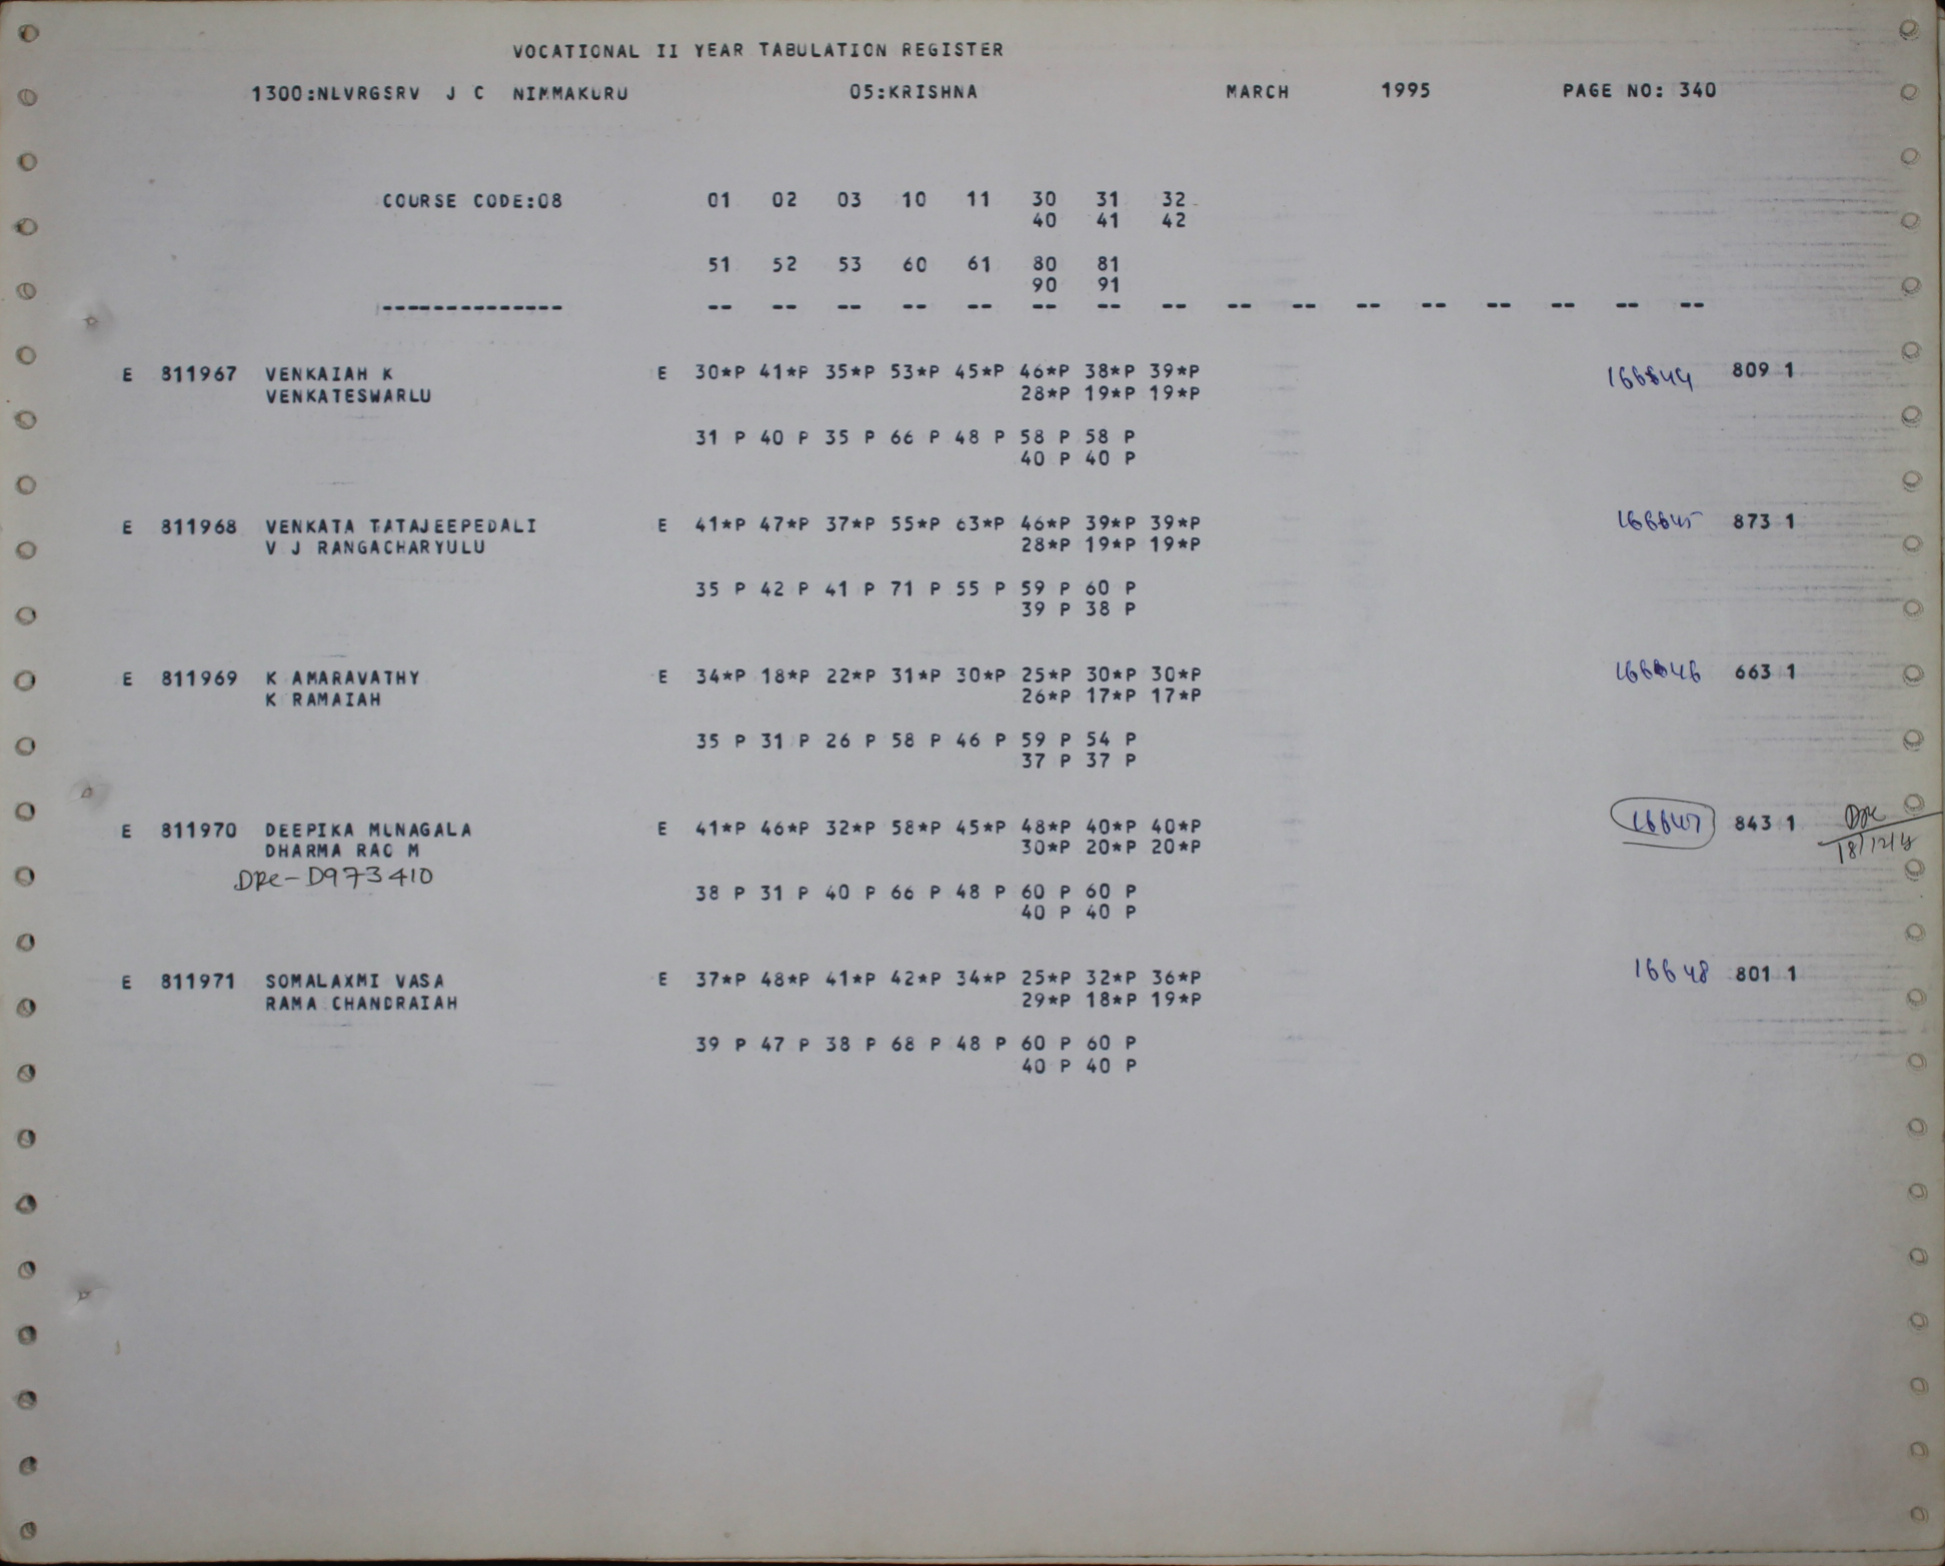 VOCATIONAL II YEAR TABULATION REGISTER
1300:NLVRGSRV J C NIMMAKURU 05:KRISHNA MARCH 1995 PAGE NO: 340
COURSE CODE:08 01 02 03 10 11 30 31 32
40 41 42
51 52 53 60 61 80 81
90 91
-------------- -- -- -- -- -- -- -- -- -- -- -- -- -- -- -- --
E 811967 VENKAIAH K E 30*P 41*P 35*P 53*P 45*P 46*P 38*P 39*P 166644 809 1
VENKATESWARLU 28*P 19*P 19*P
31 P 40 P 35 P 66 P 48 P 58 P 58 P
40 P 40 P
E 811968 VENKATA TATAJEEPEDALI E 41*P 47*P 37*P 55*P 63*P 46*P 39*P 39*P 166645 873 1
V J RANGACHARYULU 28*P 19*P 19*P
35 P 42 P 41 P 71 P 55 P 59 P 60 P
39 P 38 P
E 811969 K AMARAVATHY E 34*P 18*P 22*P 31*P 30*P 25*P 30*P 30*P 166646 663 1
K RAMAIAH 26*P 17*P 17*P
35 P 31 P 26 P 58 P 46 P 59 P 54 P
37 P 37 P
E 811970 DEEPIKA MUNAGALA E 41*P 46*P 32*P 58*P 45*P 48*P 40*P 40*P 16647 843 1
DHARMA RAO M 30*P 20*P 20*P
DRC-D973410
38 P 31 P 40 P 66 P 48 P 60 P 60 P
40 P 40 P
E 811971 SOMALAXMI VASA E 37*P 48*P 41*P 42*P 34*P 25*P 32*P 36*P 16648 801 1
RAMA CHANDRAIAH 29*P 18*P 19*P
39 P 47 P 38 P 68 P 48 P 60 P 60 P
40 P 40 P